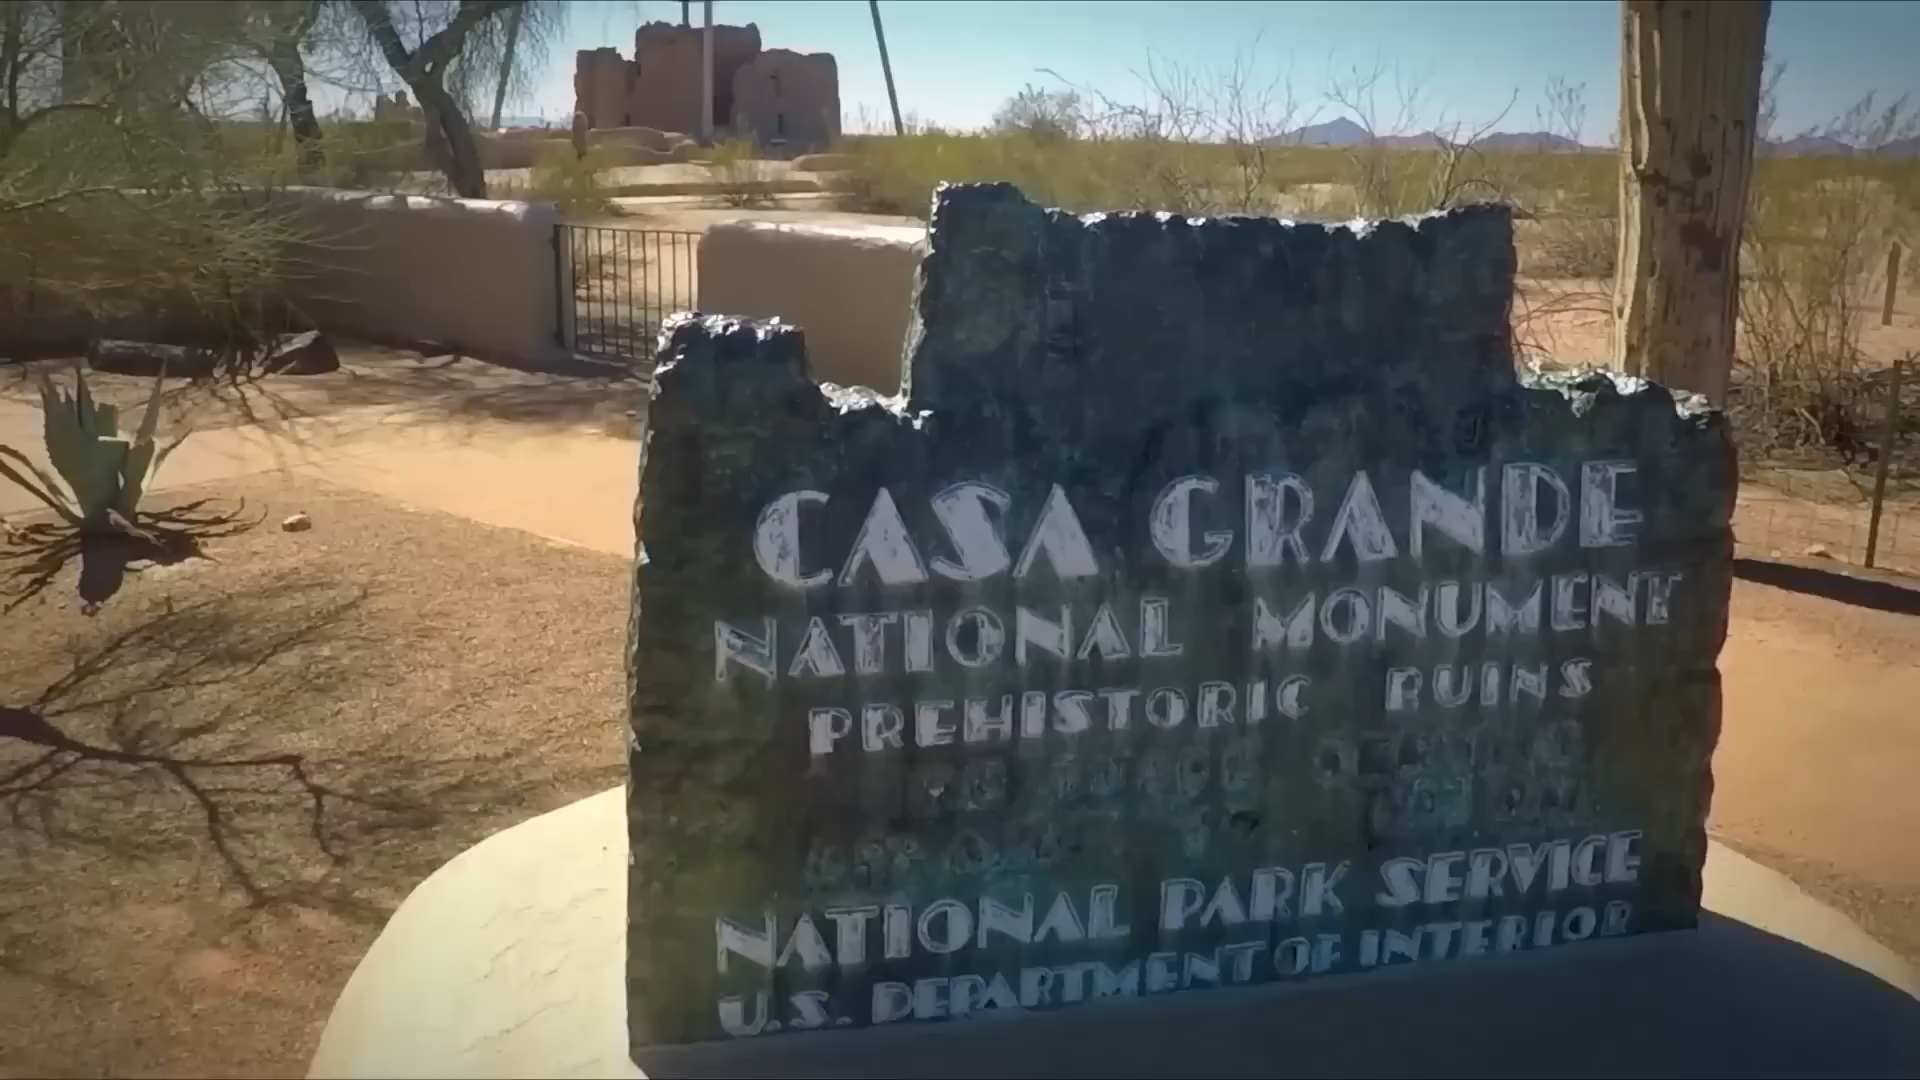 CASA GRANDE
NATIONAL MONUMENT
PREHISTORIC RUINS
NATIONAL PARK SERVICE
U.S. DEPARTMENT OF INTERIOR